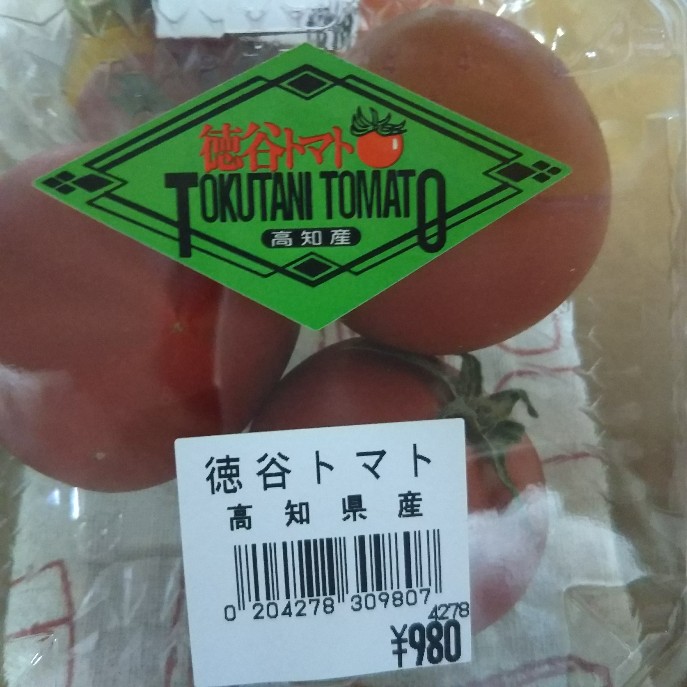 徳谷トマト
TOKUTANI TOMATO
高知産
徳谷トマト
高知県産
0 204278 309807
4278
¥980